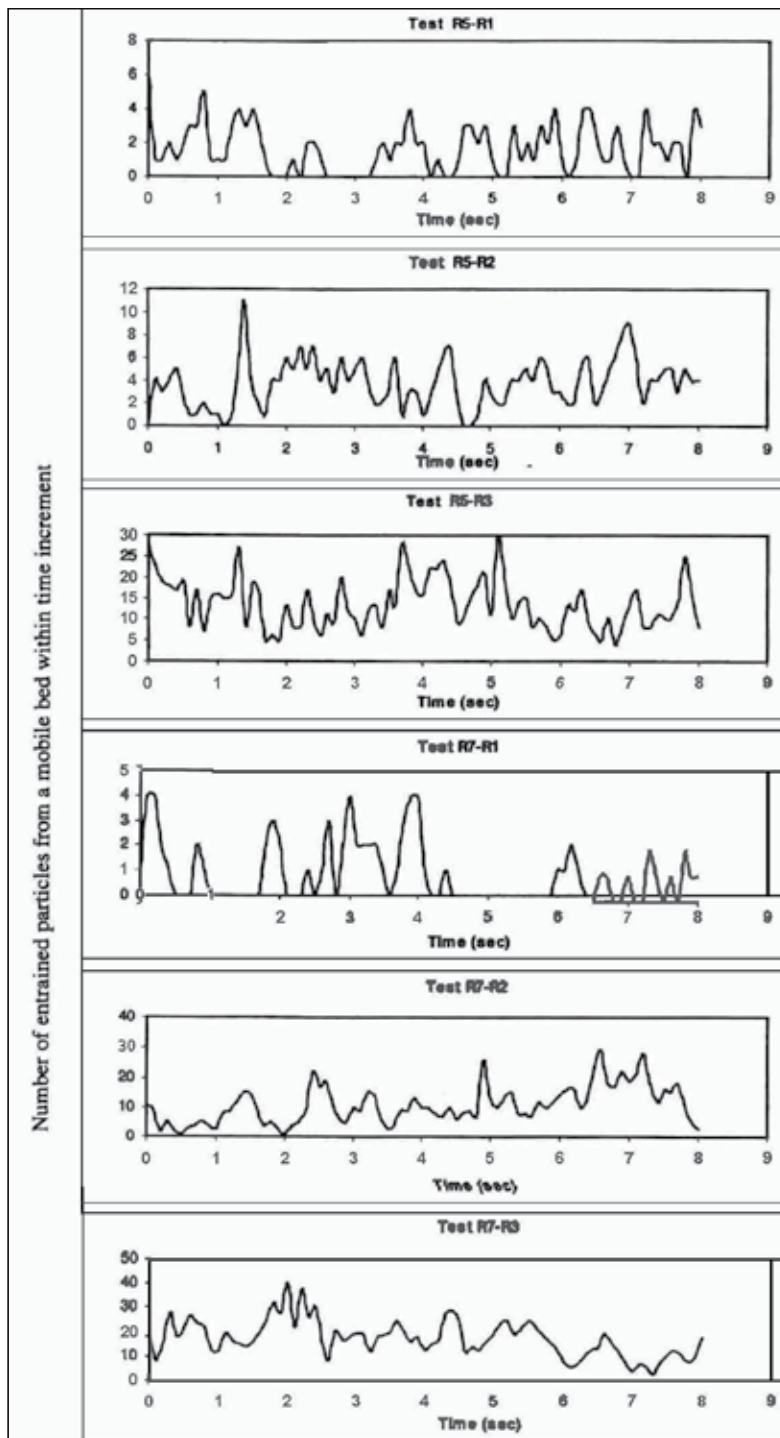 Number of entrained particles from a mobile bed within time increment
Test R5-R1
8
6
4
2
0
0 1 2 3 4 5 6 7 8 9
Time (sec)
Test R5-R2
12
10
8
6
4
2
0
0 1 2 3 4 5 6 7 8 9
Time (sec)
Test R5-R3
30
25
20
15
10
5
0
0 1 2 3 4 5 6 7 8 9
Time (sec)
Test R7-R1
5
4
3
2
1
0 0
2 3 4 5 6 7 8 9
Time (sec)
Test R7-R2
40
30
20
10
0
0 1 2 3 4 5 6 7 8 9
Time (sec)
Test R7-R3
50
40
30
20
10
0
0 1 2 3 4 5 6 7 8 9
Time (sec)